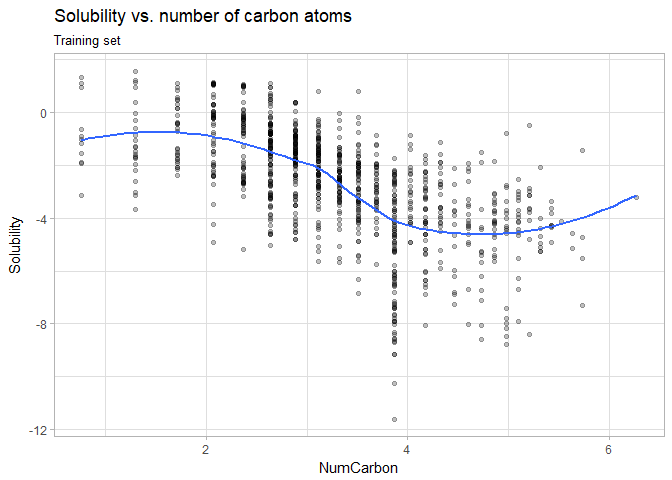 Solubility vs. number of carbon atoms
Training set
0
-4
-8
-12
Solubility
2
4
6
NumCarbon